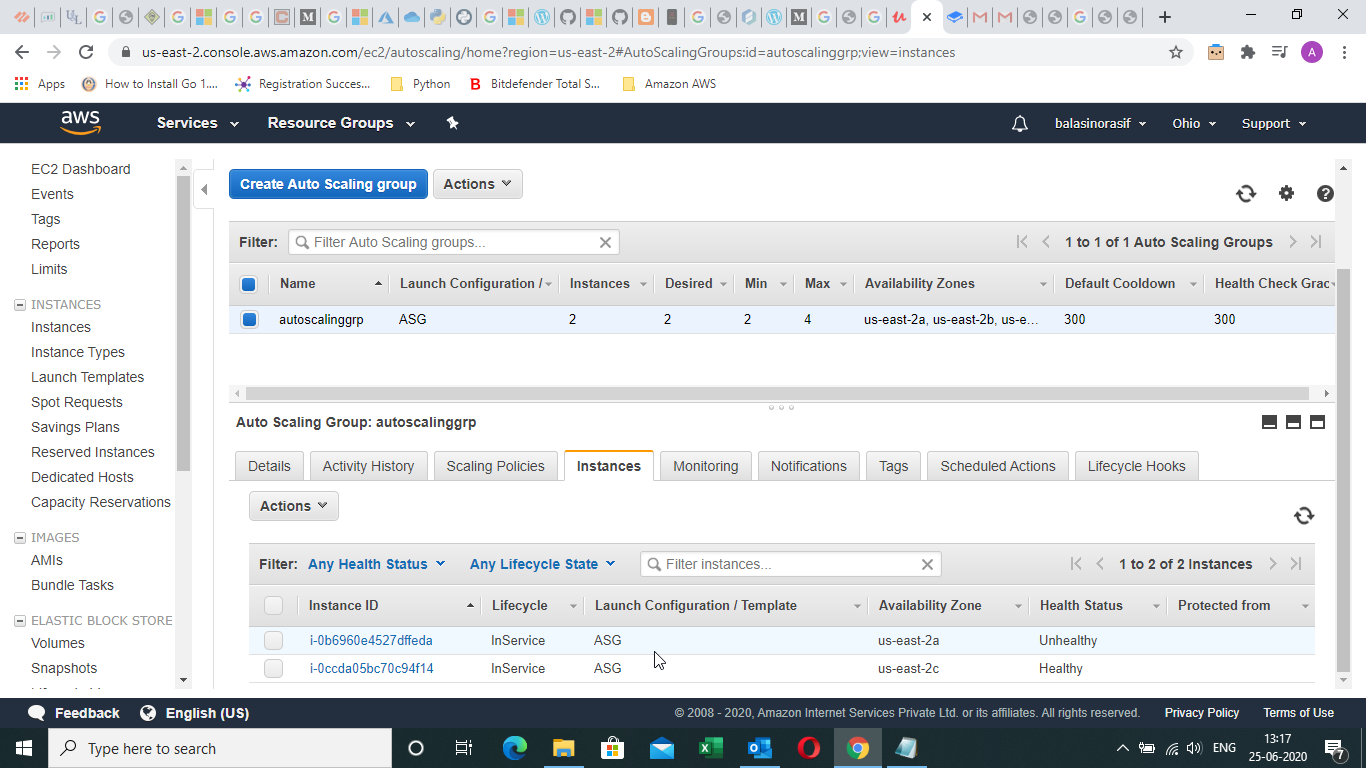 us-east-2.console.aws.amazon.com/ec2/autoscaling/home?region=us-east-2#AutoScalingGroups:id=autoscalinggrp;view=instances
A
Apps How to Install Go 1.... Registration Succes... Python Bitdefender Total S... Amazon AWS
aws Services Resource Groups balasinorasif Ohio Support
EC2 Dashboard
Events
Tags
Reports
Limits
INSTANCES
Instances
Instance Types
Launch Templates
Spot Requests
Savings Plans
Reserved Instances
Dedicated Hosts
Capacity Reservations
IMAGES
AMIs
Bundle Tasks
ELASTIC BLOCK STORE
Volumes
Snapshots
Create Auto Scaling group Actions
Filter: Filter Auto Scaling groups... 1 to 1 of 1 Auto Scaling Groups
Name Launch Configuration / Instances Desired Min Max Availability Zones Default Cooldown Health Check Grac
autoscalinggrp ASG 2 2 2 4 us-east-2a, us-east-2b, us-e... 300 300
Auto Scaling Group: autoscalinggrp
Details Activity History Scaling Policies Instances Monitoring Notifications Tags Scheduled Actions Lifecycle Hooks
Actions
Filter: Any Health Status Any Lifecycle State Filter instances... 1 to 2 of 2 Instances
Instance ID Lifecycle Launch Configuration / Template Availability Zone Health Status Protected from
i-0b6960e4527dffeda InService ASG us-east-2a Unhealthy
i-0ccda05bc70c94f14 InService ASG us-east-2c Healthy
Feedback English (US) © 2008 - 2020, Amazon Internet Services Private Ltd. or its affiliates. All rights reserved. Privacy Policy Terms of Use
Type here to search ENG 13:17
25-06-2020 7